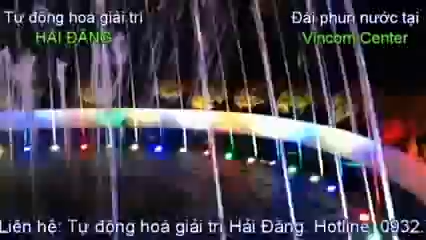 Tự động hoá giải trí
HẢI ĐĂNG
Đài phun nước tại
Vincom Center
Liên hệ: Tự động hoá giải trí Hải Đăng. Hotline: 0932.